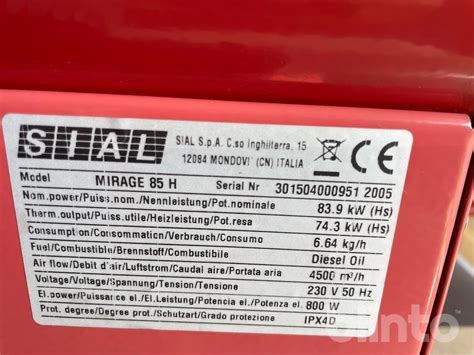 SIAL
SIAL S.p.A. C.so Inghilterra, 15
12084 MONDOVI' (CN) ITALIA
Model MIRAGE 85 H Serial Nr 301504000951 2005
Nom.power/Puiss.nom./Nennleistung/Pot.nominale 83.9 kW (Hs)
Therm.output/Puiss.utile/Heizleistung/Pot.resa 74.3 kW (Hs)
Consumption/Consommation/Verbrauch/Consumo 6.64 kg/h
Fuel/Combustible/Brennstoff/Combustibile Diesel Oil
Air flow/Debit d'air/Luftstrom/Caudal aire/Portata aria 4500 m³/h
Voltage/Voltage/Spannung/Tension/Tensione 230 V 50 Hz
El.power/Puissance el./El.Leistung/Potencia el./Potenza el. 800 W
Prot. degree/Degree prot./Schutzart/Grado protezione IPX4D
CE